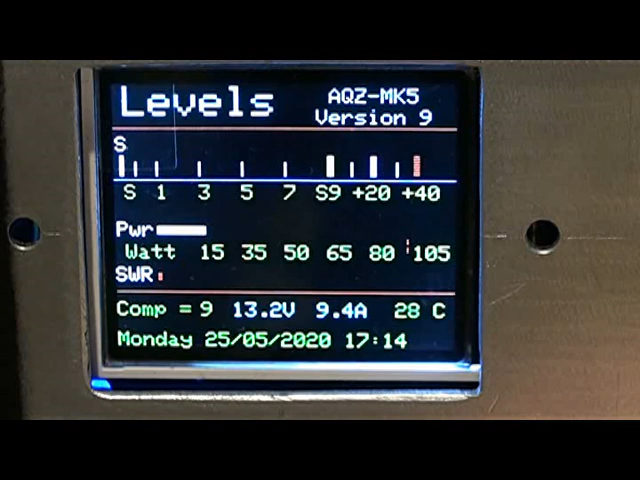 Levels AQZ-MK5
Version 9
S
S 1 3 5 7 S9 +20 +40
Pwr
Watt 15 35 50 65 80 105
SWR
Comp = 9 13.2V 9.4A 28 C
Monday 25/05/2020 17:14